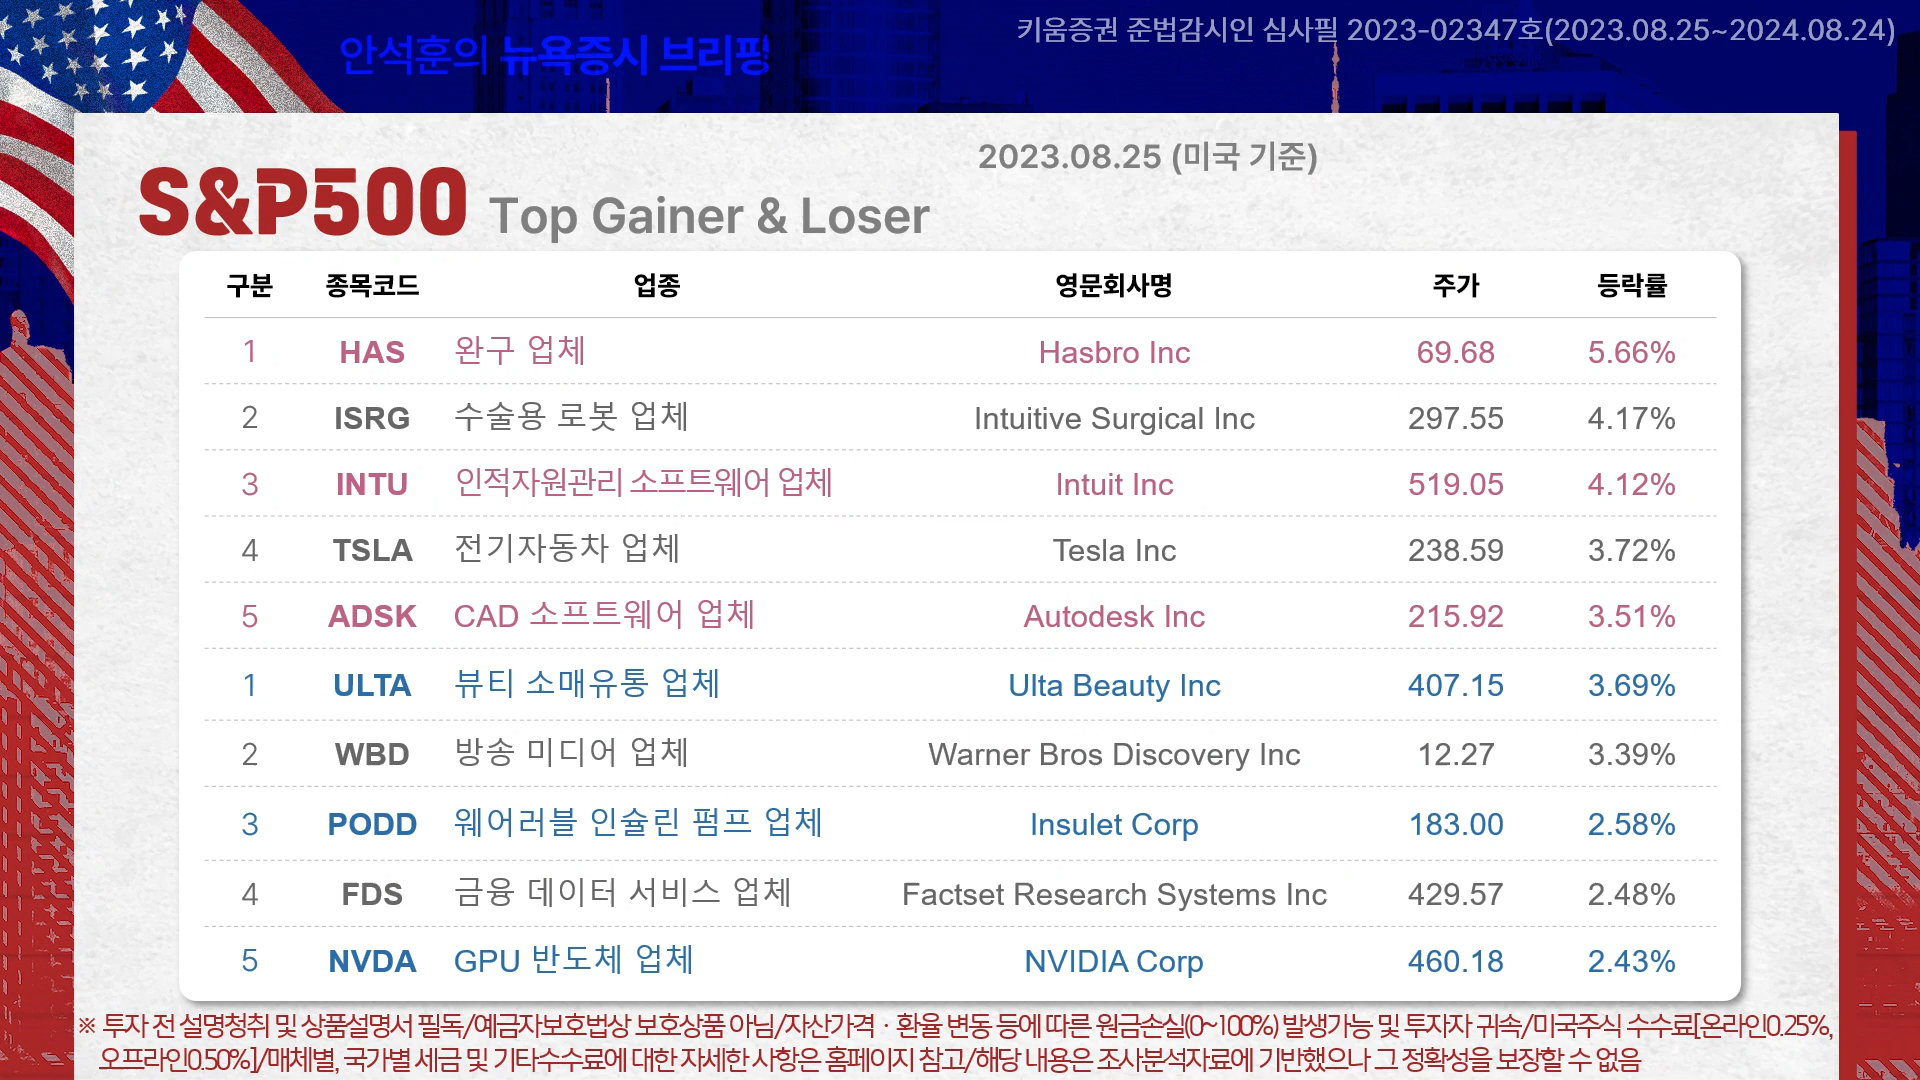 키움증권 준법감시인 심사필 2023-02347호(2023.08.25~2024.08.24)
안석훈의 뉴욕증시 브리핑
2023.08.25 (미국 기준)
S&P500 Top Gainer & Loser
구분 종목코드 업종 영문회사명 주가 등락률
1 HAS 완구 업체 Hasbro Inc 69.68 5.66%
2 ISRG 수술용 로봇 업체 Intuitive Surgical Inc 297.55 4.17%
3 INTU 인적자원관리 소프트웨어 업체 Intuit Inc 519.05 4.12%
4 TSLA 전기자동차 업체 Tesla Inc 238.59 3.72%
5 ADSK CAD 소프트웨어 업체 Autodesk Inc 215.92 3.51%
1 ULTA 뷰티 소매유통 업체 Ulta Beauty Inc 407.15 3.69%
2 WBD 방송 미디어 업체 Warner Bros Discovery Inc 12.27 3.39%
3 PODD 웨어러블 인슐린 펌프 업체 Insulet Corp 183.00 2.58%
4 FDS 금융 데이터 서비스 업체 Factset Research Systems Inc 429.57 2.48%
5 NVDA GPU 반도체 업체 NVIDIA Corp 460.18 2.43%
※ 투자 전 설명청취 및 상품설명서 필독/예금자보호법상 보호상품 아님/자산가격 · 환율 변동 등에 따른 원금손실(0~100%) 발생가능 및 투자자 귀속/미국주식 수수료[온라인0.25%,
오프라인0.50%]/매체별, 국가별 세금 및 기타수수료에 대한 자세한 사항은 홈페이지 참고/해당 내용은 조사분석자료에 기반했으나 그 정확성을 보장할 수 없음